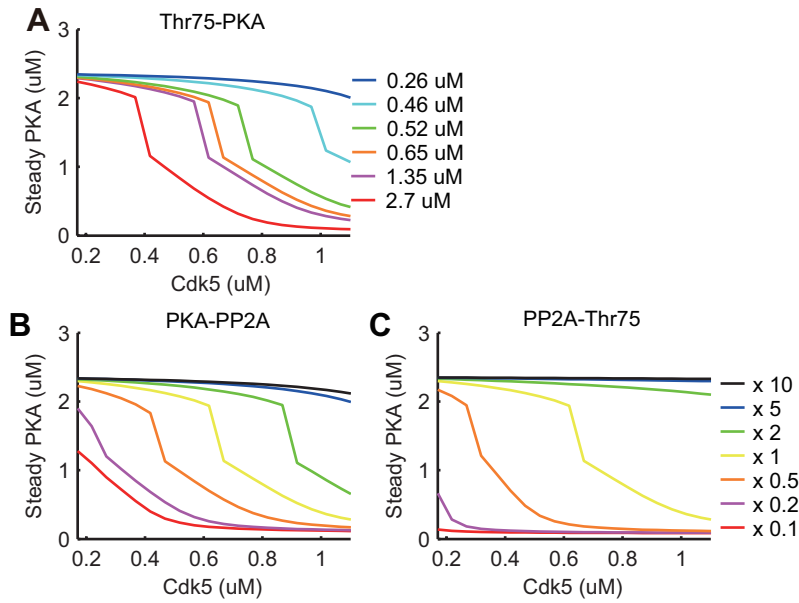 A
Thr75-PKA
3
2
1
0
Steady PKA (uM)
0.2 0.4 0.6 0.8 1
Cdk5 (uM)
0.26 uM
0.46 uM
0.52 uM
0.65 uM
1.35 uM
2.7 uM
B
PKA-PP2A
3
2
1
0
Steady PKA (uM)
0.2 0.4 0.6 0.8 1
Cdk5 (uM)
C
PP2A-Thr75
3
2
1
0
Steady PKA (uM)
0.2 0.4 0.6 0.8 1
Cdk5 (uM)
x 10
x 5
x 2
x 1
x 0.5
x 0.2
x 0.1